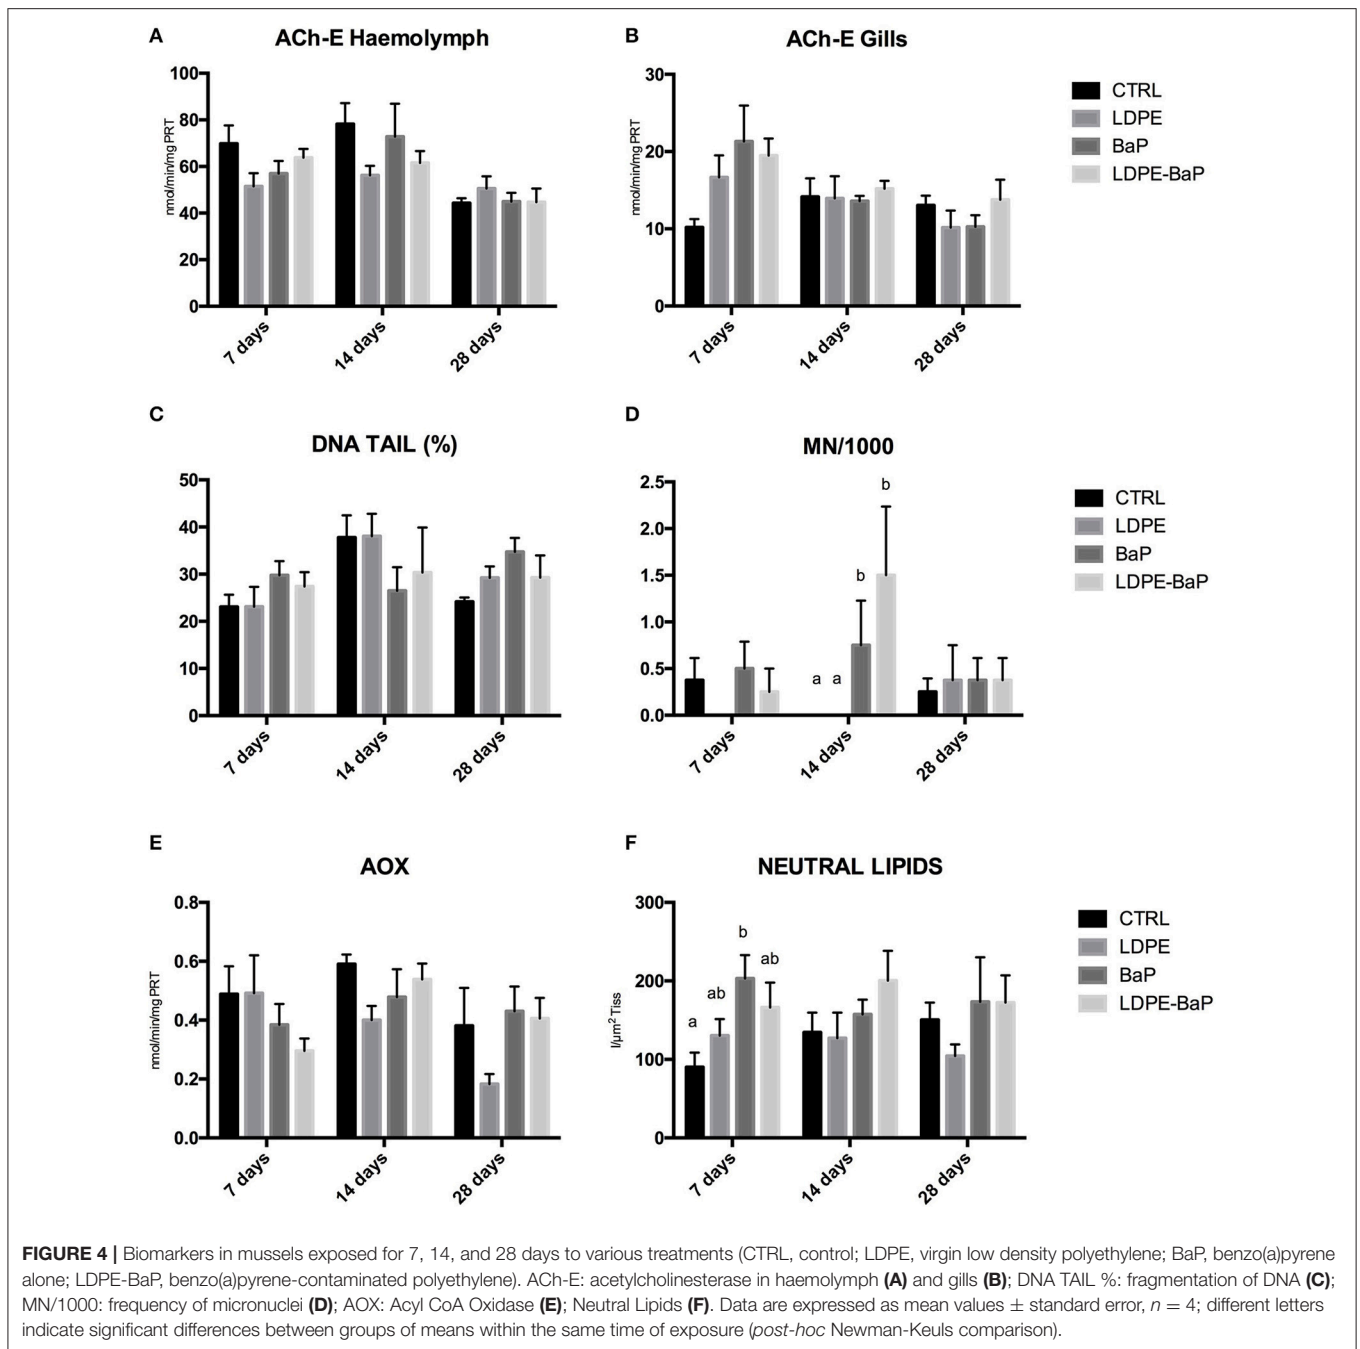 A
ACh-E Haemolymph
nmol/min/mg PRT
100
80
60
40
20
0
7 days
14 days
28 days
B
ACh-E Gills
nmol/min/mg PRT
30
20
10
0
7 days
14 days
28 days
CTRL
LDPE
BaP
LDPE-BaP
C
DNA TAIL (%)
50
40
30
20
10
0
7 days
14 days
28 days
D
MN/1000
2.5
2.0
1.5
1.0
0.5
0.0
a a b b
7 days
14 days
28 days
CTRL
LDPE
BaP
LDPE-BaP
E
AOX
nmol/min/mg PRT
0.8
0.6
0.4
0.2
0.0
7 days
14 days
28 days
F
NEUTRAL LIPIDS
I/µm² Tiss
300
200
100
0
a ab b ab
7 days
14 days
28 days
CTRL
LDPE
BaP
LDPE-BaP
FIGURE 4 | Biomarkers in mussels exposed for 7, 14, and 28 days to various treatments (CTRL, control; LDPE, virgin low density polyethylene; BaP, benzo(a)pyrene
alone; LDPE-BaP, benzo(a)pyrene-contaminated polyethylene). ACh-E: acetylcholinesterase in haemolymph (A) and gills (B); DNA TAIL %: fragmentation of DNA (C);
MN/1000: frequency of micronuclei (D); AOX: Acyl CoA Oxidase (E); Neutral Lipids (F). Data are expressed as mean values ± standard error, n = 4; different letters
indicate significant differences between groups of means within the same time of exposure (post-hoc Newman-Keuls comparison).